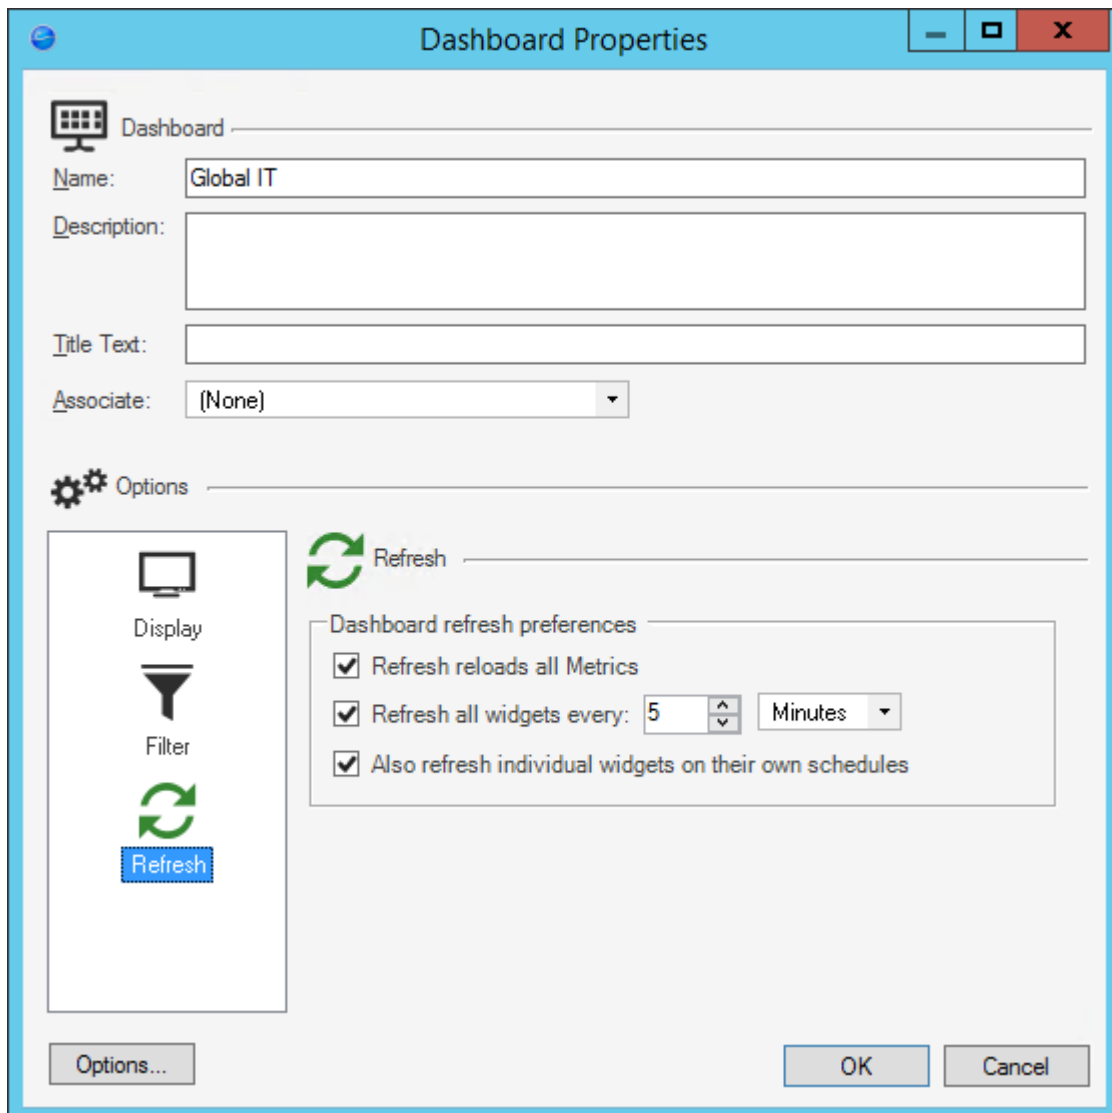 Dashboard Properties
Dashboard
Name: Global IT
Description:
Title Text:
Associate: (None)
Options
Display
Filter
Refresh
Refresh
Dashboard refresh preferences
Refresh reloads all Metrics
Refresh all widgets every: 5 Minutes
Also refresh individual widgets on their own schedules
Options...
OK Cancel